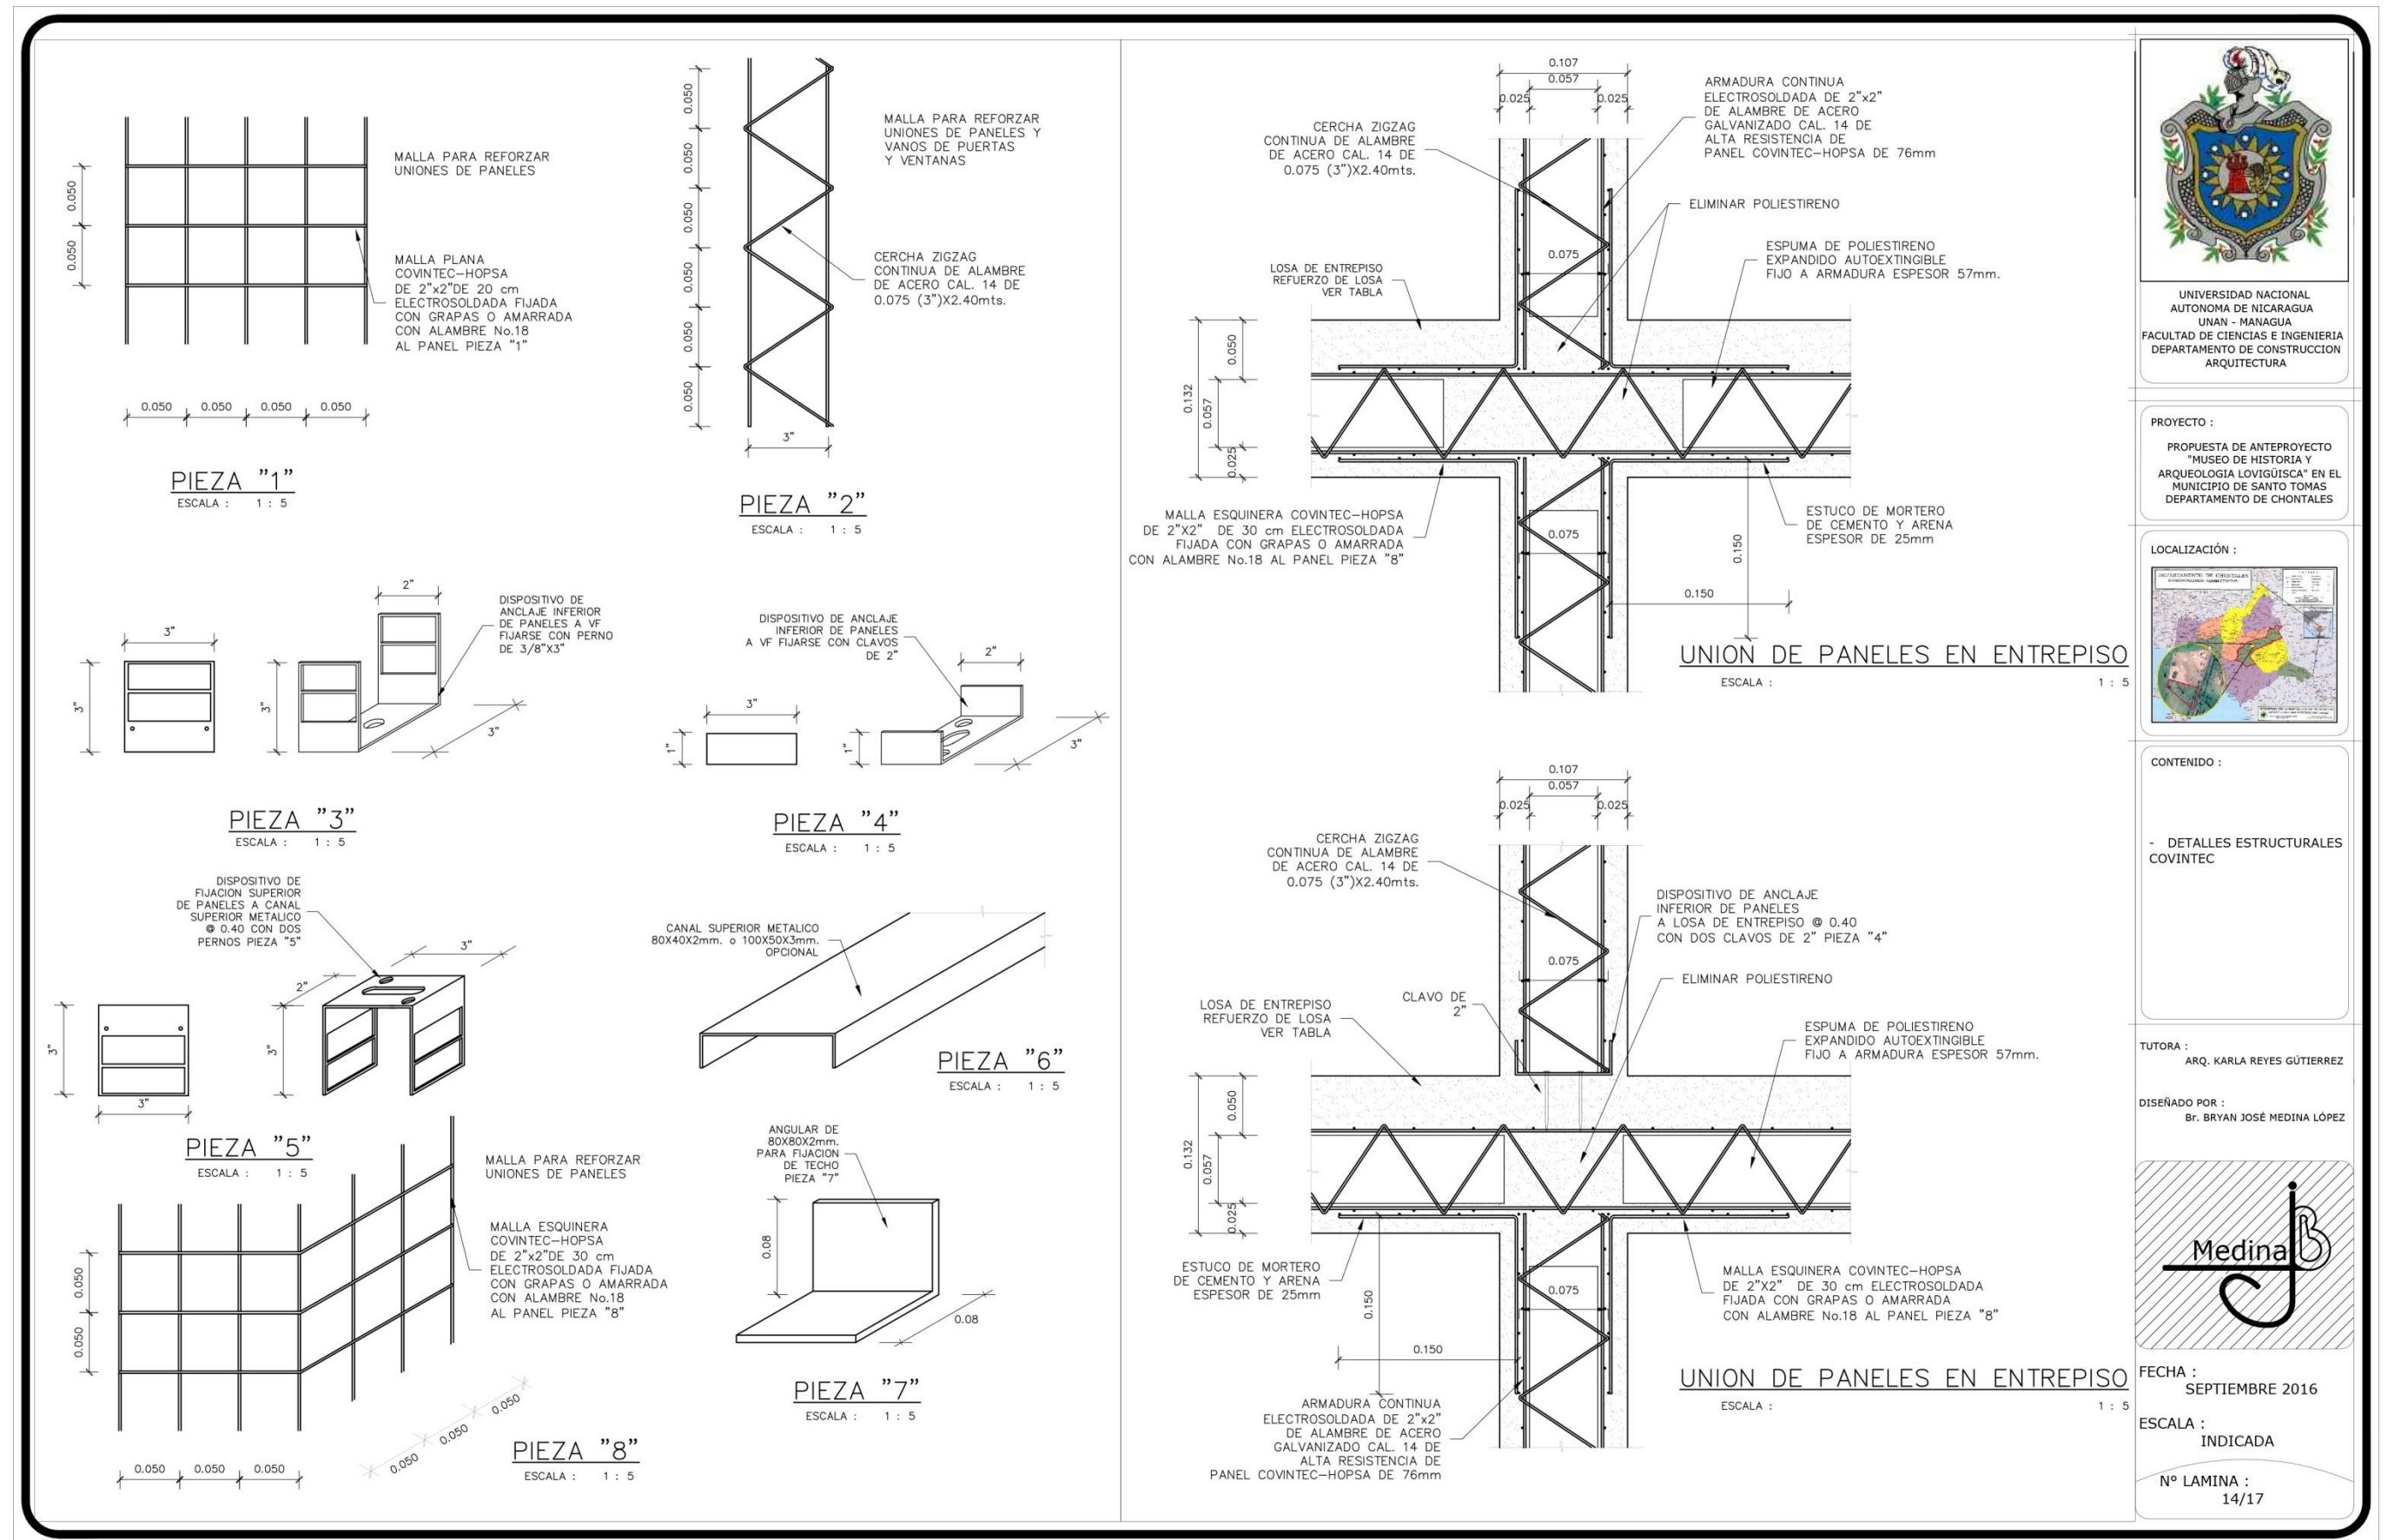 0.050
0.050
MALLA PARA REFORZAR
UNIONES DE PANELES
MALLA PLANA
COVINTEC-HOPSA
DE 2"x2"DE 20 cm
ELECTROSOLDADA FIJADA
CON GRAPAS O AMARRADA
CON ALAMBRE No.18
AL PANEL PIEZA "1"
0.050 0.050 0.050 0.050
PIEZA "1"
ESCALA : 1 : 5
0.050
0.050
0.050
0.050
0.050
0.050
MALLA PARA REFORZAR
UNIONES DE PANELES Y
VANOS DE PUERTAS
Y VENTANAS
CERCHA ZIGZAG
CONTINUA DE ALAMBRE
DE ACERO CAL. 14 DE
0.075 (3")X2.40mts.
3"
PIEZA "2"
ESCALA : 1 : 5
3"
3"
3"
2"
3"
DISPOSITIVO DE
ANCLAJE INFERIOR
DE PANELES A VF
FIJARSE CON PERNO
DE 3/8"X3"
PIEZA "3"
ESCALA : 1 : 5
DISPOSITIVO DE ANCLAJE
INFERIOR DE PANELES
A VF FIJARSE CON CLAVOS
DE 2"
3"
1"
1"
2"
3"
PIEZA "4"
ESCALA : 1 : 5
DISPOSITIVO DE
FIJACION SUPERIOR
DE PANELES A CANAL
SUPERIOR METALICO
@ 0.40 CON DOS
PERNOS PIEZA "5"
3"
2"
3"
3"
3"
PIEZA "5"
ESCALA : 1 : 5
CANAL SUPERIOR METALICO
80X40X2mm. o 100X50X3mm.
OPCIONAL
PIEZA "6"
ESCALA : 1 : 5
ANGULAR DE
80X80X2mm.
PARA FIJACION
DE TECHO
PIEZA "7"
0.08
0.08
PIEZA "7"
ESCALA : 1 : 5
MALLA PARA REFORZAR
UNIONES DE PANELES
MALLA ESQUINERA
COVINTEC-HOPSA
DE 2"x2"DE 30 cm
ELECTROSOLDADA FIJADA
CON GRAPAS O AMARRADA
CON ALAMBRE No.18
AL PANEL PIEZA "8"
0.050
0.050
0.050 0.050 0.050
0.050 0.050 0.050
PIEZA "8"
ESCALA : 1 : 5
0.107
0.057
0.025 0.025
CERCHA ZIGZAG
CONTINUA DE ALAMBRE
DE ACERO CAL. 14 DE
0.075 (3")X2.40mts.
ARMADURA CONTINUA
ELECTROSOLDADA DE 2"x2"
DE ALAMBRE DE ACERO
GALVANIZADO CAL. 14 DE
ALTA RESISTENCIA DE
PANEL COVINTEC-HOPSA DE 76mm
ELIMINAR POLIESTIRENO
ESPUMA DE POLIESTIRENO
EXPANDIDO AUTOEXTINGIBLE
FIJO A ARMADURA ESPESOR 57mm.
LOSA DE ENTREPISO
REFUERZO DE LOSA
VER TABLA
0.075
0.050
0.132
0.057
0.025
MALLA ESQUINERA COVINTEC-HOPSA
DE 2"X2" DE 30 cm ELECTROSOLDADA
FIJADA CON GRAPAS O AMARRADA
CON ALAMBRE No.18 AL PANEL PIEZA "8"
0.075
ESTUCO DE MORTERO
DE CEMENTO Y ARENA
ESPESOR DE 25mm
0.150
0.150
UNION DE PANELES EN ENTREPISO
ESCALA : 1 : 5
0.107
0.057
0.025 0.025
CERCHA ZIGZAG
CONTINUA DE ALAMBRE
DE ACERO CAL. 14 DE
0.075 (3")X2.40mts.
DISPOSITIVO DE ANCLAJE
INFERIOR DE PANELES
A LOSA DE ENTREPISO @ 0.40
CON DOS CLAVOS DE 2" PIEZA "4"
0.075
ELIMINAR POLIESTIRENO
LOSA DE ENTREPISO
REFUERZO DE LOSA
VER TABLA
CLAVO DE
2"
ESPUMA DE POLIESTIRENO
EXPANDIDO AUTOEXTINGIBLE
FIJO A ARMADURA ESPESOR 57mm.
0.050
0.132
0.057
0.025
ESTUCO DE MORTERO
DE CEMENTO Y ARENA
ESPESOR DE 25mm
0.075
0.150
0.150
MALLA ESQUINERA COVINTEC-HOPSA
DE 2"X2" DE 30 cm ELECTROSOLDADA
FIJADA CON GRAPAS O AMARRADA
CON ALAMBRE No.18 AL PANEL PIEZA "8"
ARMADURA CONTINUA
ELECTROSOLDADA DE 2"x2"
DE ALAMBRE DE ACERO
GALVANIZADO CAL. 14 DE
ALTA RESISTENCIA DE
PANEL COVINTEC-HOPSA DE 76mm
UNION DE PANELES EN ENTREPISO
ESCALA : 1 : 5
UNIVERSIDAD NACIONAL
AUTONOMA DE NICARAGUA
UNAN - MANAGUA
FACULTAD DE CIENCIAS E INGENIERIA
DEPARTAMENTO DE CONSTRUCCION
ARQUITECTURA
PROYECTO :
PROPUESTA DE ANTEPROYECTO
"MUSEO DE HISTORIA Y
ARQUEOLOGIA LOVIGÜISCA" EN EL
MUNICIPIO DE SANTO TOMAS
DEPARTAMENTO DE CHONTALES
LOCALIZACIÓN :
DEPARTAMENTO DE CHONTALES
CONTENIDO :
- DETALLES ESTRUCTURALES
COVINTEC
TUTORA :
ARQ. KARLA REYES GÚTIERREZ
DISEÑADO POR :
Br. BRYAN JOSÉ MEDINA LÓPEZ
Medina JB
FECHA :
SEPTIEMBRE 2016
ESCALA :
INDICADA
Nº LAMINA :
14/17